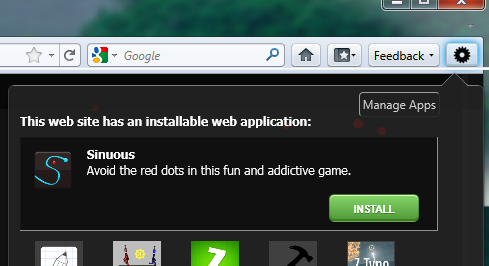 Google
Feedback
Manage Apps
This web site has an installable web application:
Sinuous
Avoid the red dots in this fun and addictive game.
INSTALL
Z
Z Type